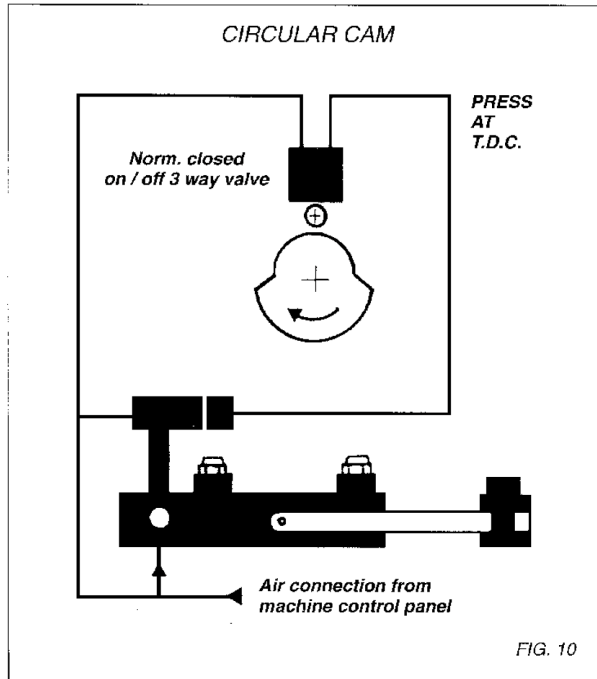 CIRCULAR CAM
PRESS
AT
T.D.C.
Norm. closed
on / off 3 way valve
Air connection from
machine control panel
FIG. 10